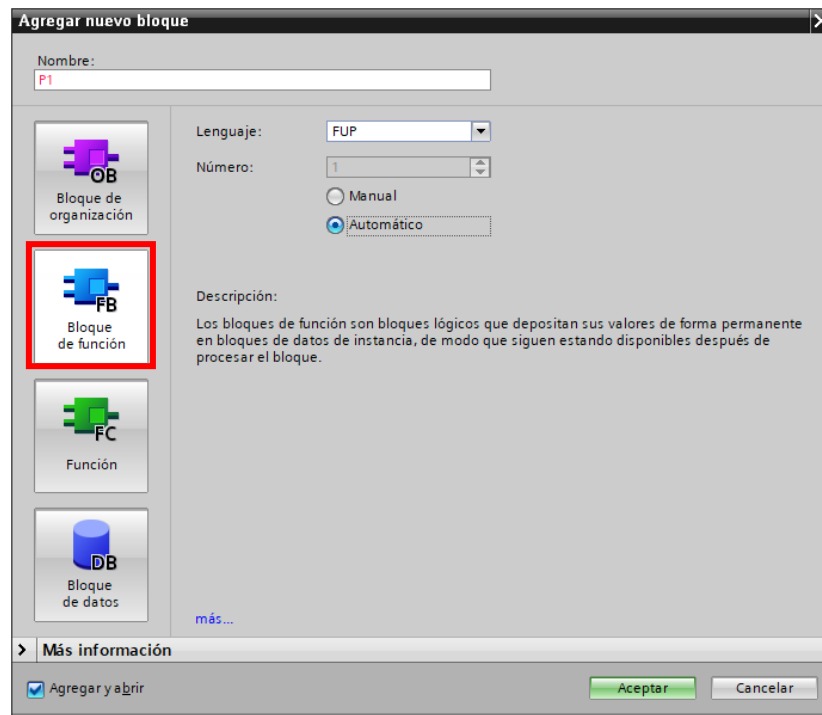 Agregar nuevo bloque
Nombre:
P1
OB
Bloque de
organización
FB
Bloque
de función
FC
Función
DB
Bloque
de datos
Lenguaje:
FUP
Número:
1
Manual
Automático
Descripción:
Los bloques de función son bloques lógicos que depositan sus valores de forma permanente
en bloques de datos de instancia, de modo que siguen estando disponibles después de
procesar el bloque.
más...
Más información
Agregar y abrir
Aceptar
Cancelar